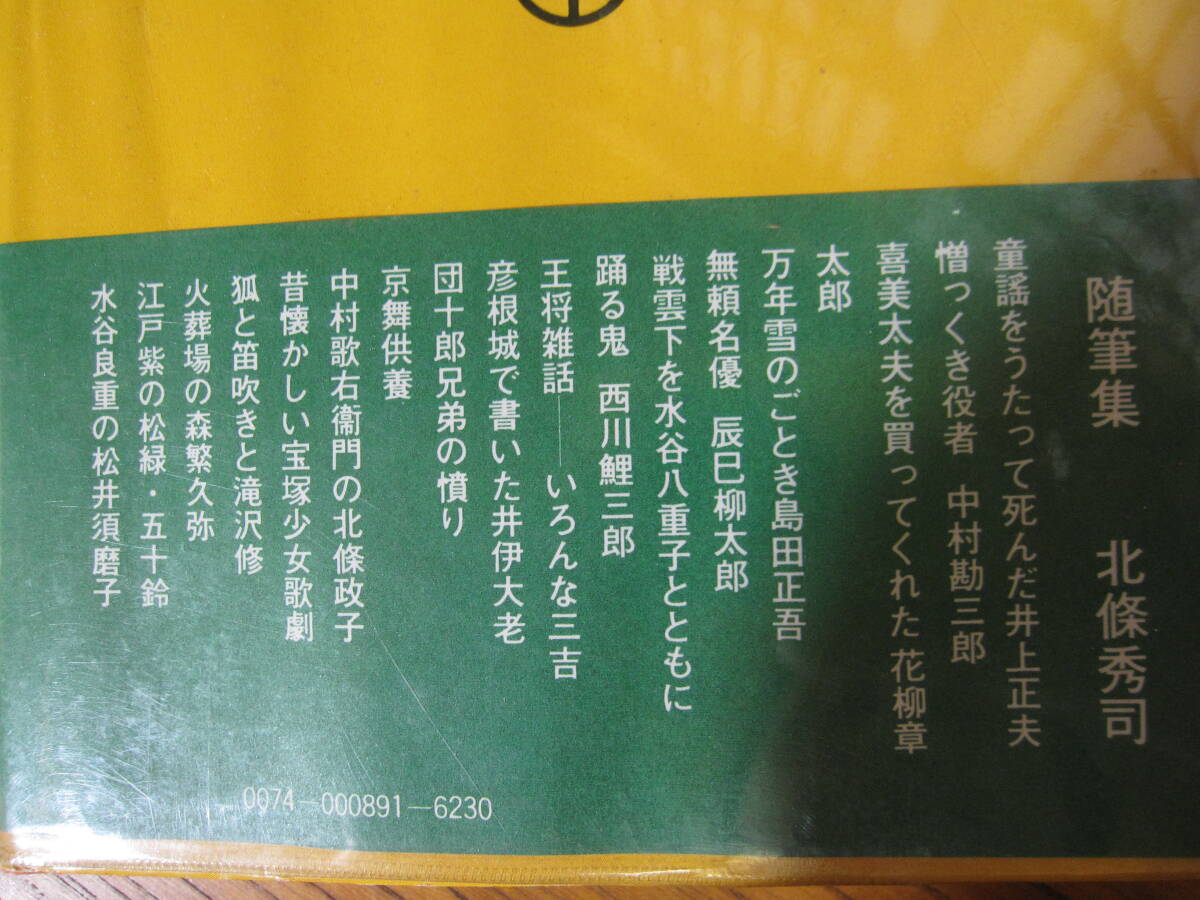 随筆集 北條秀司
童謡をうたって死んだ井上正夫
憎っくき役者 中村勘三郎
喜美太夫を買ってくれた花柳章
太郎
万年雪のごとき島田正吾
無頼名優 辰巳柳太郎
戦雲下を水谷八重子とともに
踊る鬼 西川鯉三郎
王将雑話――いろんな三吉
彦根城で書いた井伊大老
団十郎兄弟の憤り
京舞供養
中村歌右衞門の北條政子
昔懐かしい宝塚少女歌劇
狐と笛吹きと滝沢修
火葬場の森繁久弥
江戸紫の松緑・五十鈴
水谷良重の松井須磨子
0074-000891-6230